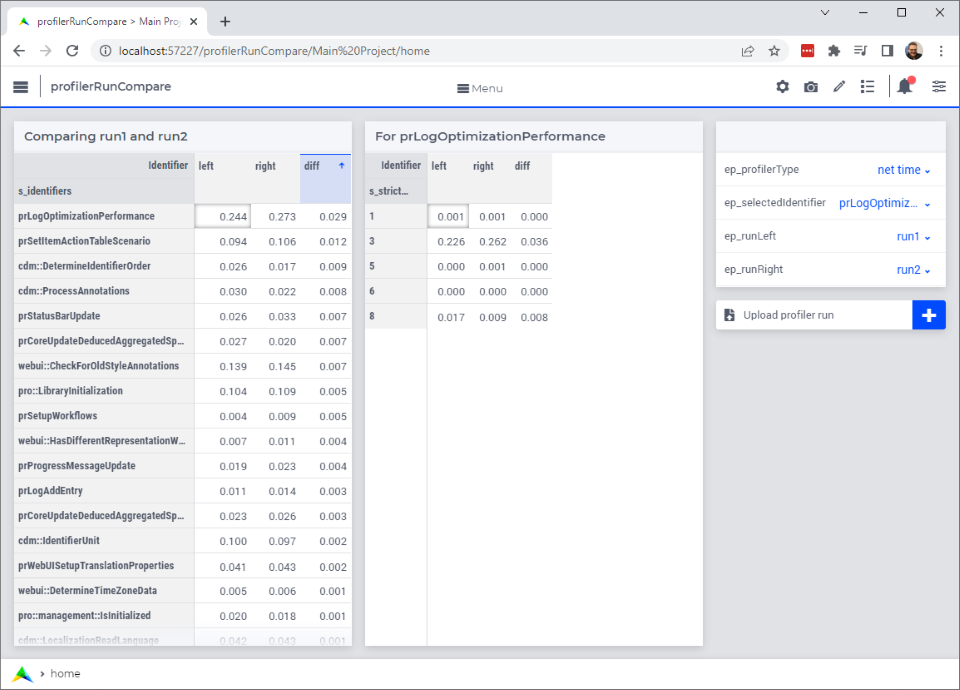 profilerRunCompare > Main Proj
localhost:57227/profilerRunCompare/Main%20Project/home
profilerRunCompare
Menu
Comparing run1 and run2
Identifier left right diff
s_identifiers
prLogOptimizationPerformance 0.244 0.273 0.029
prSetItemActionTableScenario 0.094 0.106 0.012
cdm::DetermineIdentifierOrder 0.026 0.017 0.009
cdm::ProcessAnnotations 0.030 0.022 0.008
prStatusBarUpdate 0.026 0.033 0.007
prCoreUpdateDeducedAggregatedSp... 0.027 0.020 0.007
webui::CheckForOldStyleAnnotations 0.139 0.145 0.007
pro::LibraryInitialization 0.104 0.109 0.005
prSetupWorkflows 0.004 0.009 0.005
webui::HasDifferentRepresentationW... 0.007 0.011 0.004
prProgressMessageUpdate 0.019 0.023 0.004
prLogAddEntry 0.011 0.014 0.003
prCoreUpdateDeducedAggregatedSp... 0.023 0.026 0.003
cdm::IdentifierUnit 0.100 0.097 0.002
prWebUISetupTranslationProperties 0.041 0.043 0.002
webui::DetermineTimeZoneData 0.005 0.006 0.001
pro::management::IsInitialized 0.020 0.018 0.001
cdm::LocalizationReadLanguage 0.042 0.043 0.001
For prLogOptimizationPerformance
Identifier left right diff
s_strict...
1 0.001 0.001 0.000
3 0.226 0.262 0.036
5 0.000 0.001 0.000
6 0.000 0.000 0.000
8 0.017 0.009 0.008
ep_profilerType net time
ep_selectedIdentifier prLogOptimiz...
ep_runLeft run1
ep_runRight run2
Upload profiler run
> home